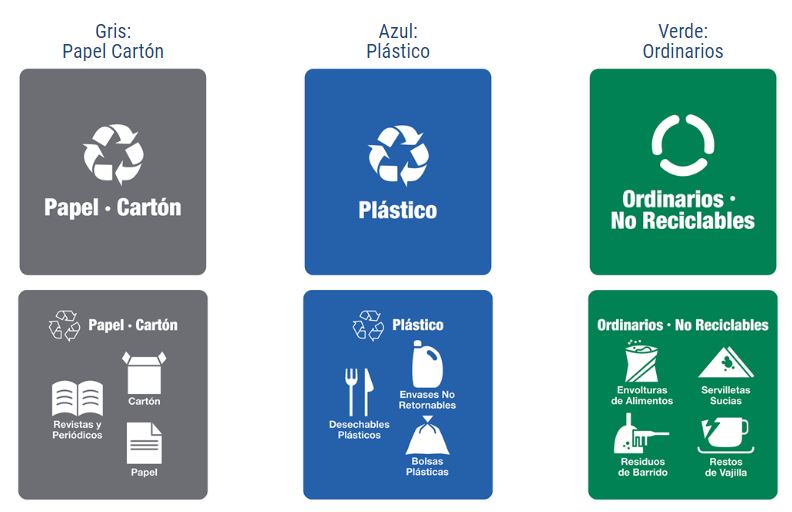 Gris:
Papel Cartón
Azul:
Plástico
Verde:
Ordinarios
Papel · Cartón
Plástico
Ordinarios ·
No Reciclables
Papel · Cartón
Cartón
Revistas y
Periódicos
Papel
Plástico
Envases No
Retornables
Desechables
Plásticos
Bolsas
Plásticas
Ordinarios · No Reciclables
Envolturas
de Alimentos
Servilletas
Sucias
Residuos
de Barrido
Restos
de Vajilla